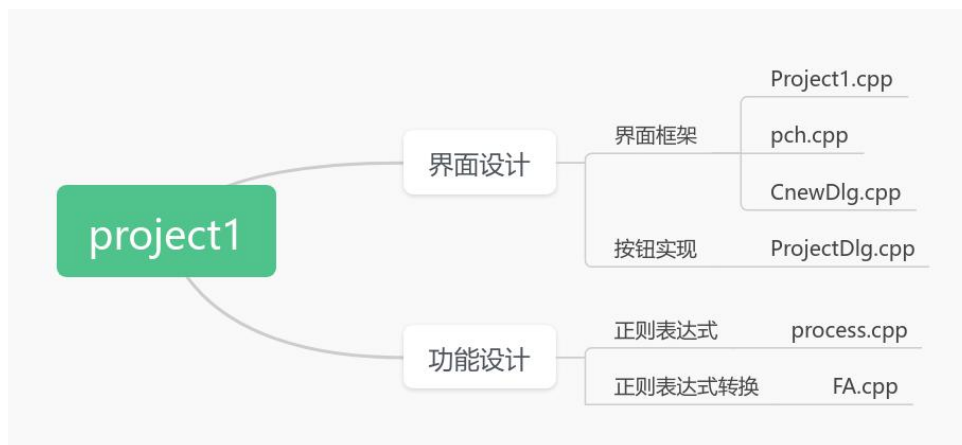 project1
界面设计
界面框架
Project1.cpp
pch.cpp
CnewDlg.cpp
按钮实现
ProjectDlg.cpp
功能设计
正则表达式
process.cpp
正则表达式转换
FA.cpp